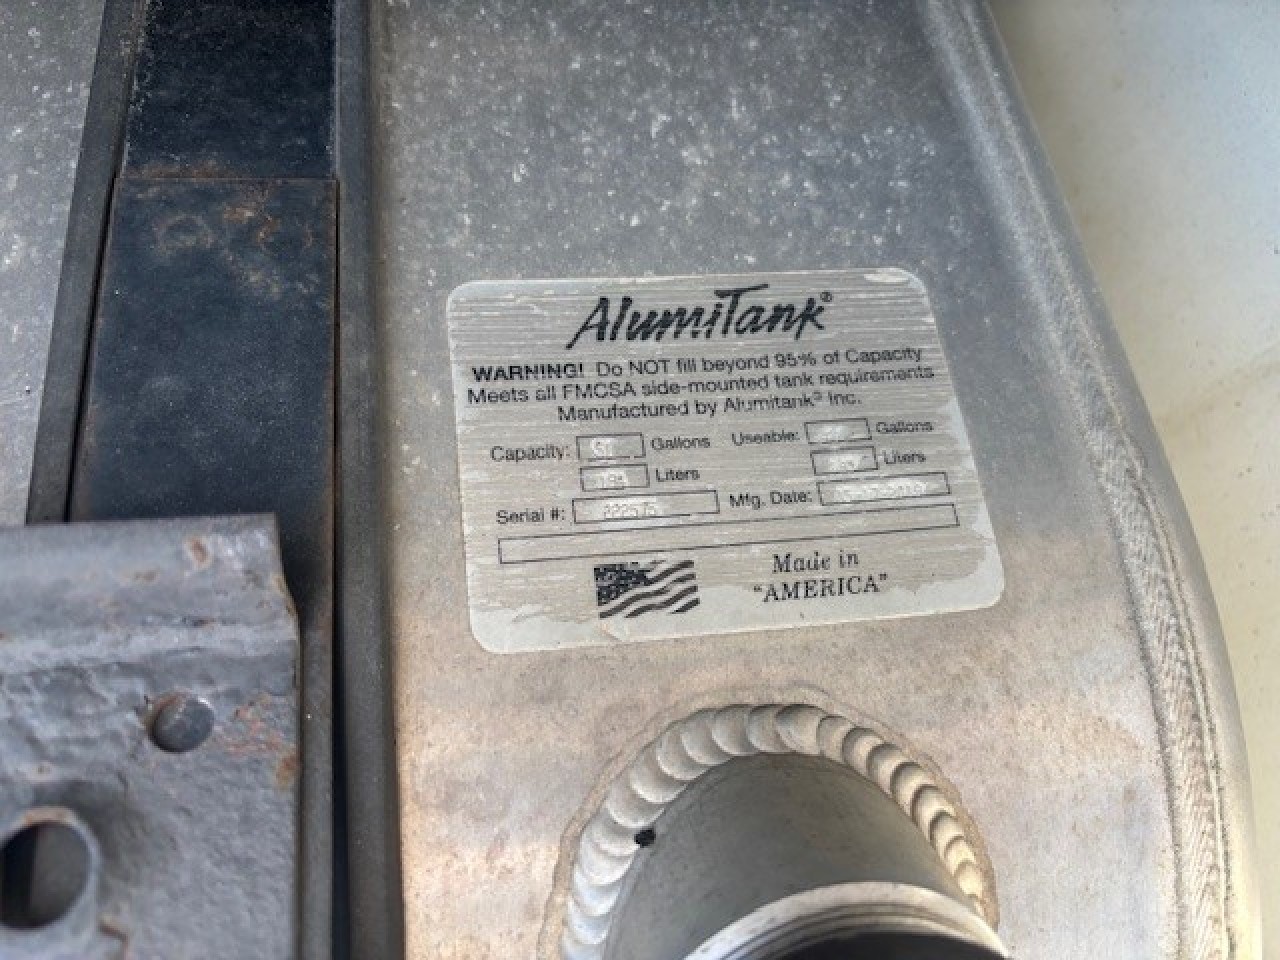 AlumiTank®
WARNING! Do NOT fill beyond 95% of Capacity
Meets all FMCSA side-mounted tank requirements
Manufactured by Alumitank® Inc.
Capacity: Gallons Useable: Gallons
Liters Liters
Serial #: 222575 Mfg. Date:
Made in
"AMERICA"